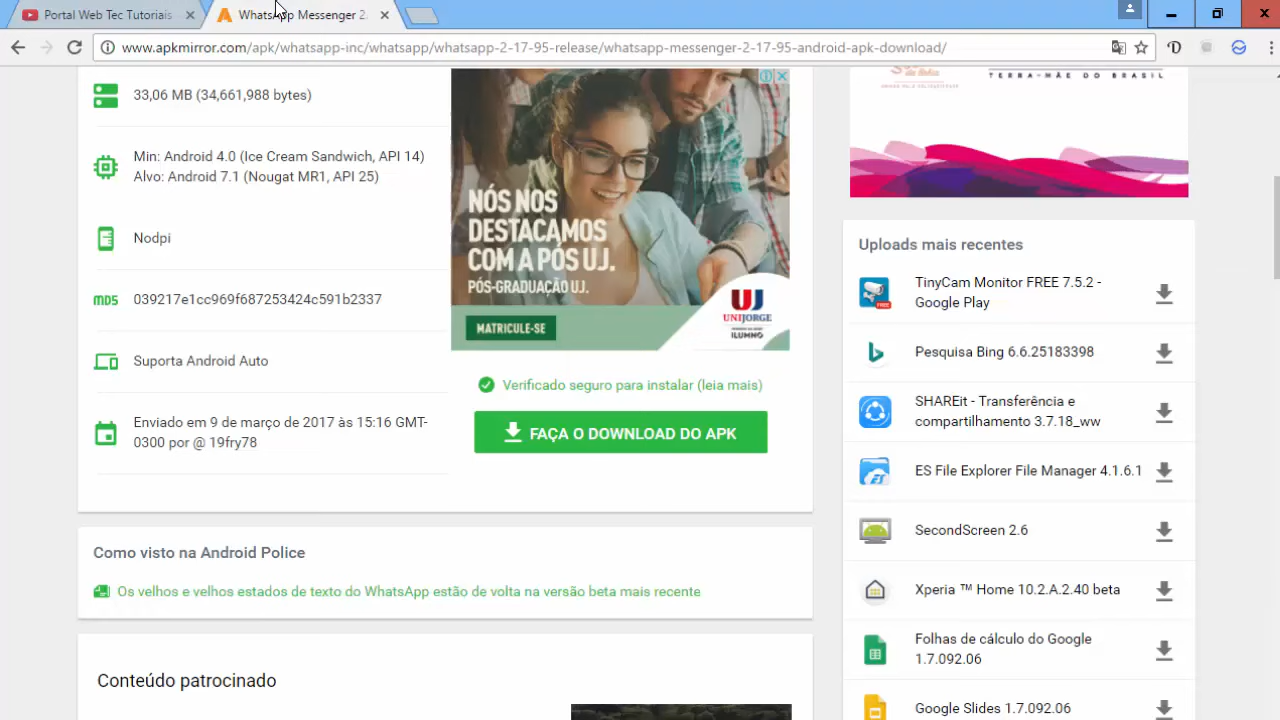 Portal Web Tec Tutoriais
WhatsApp Messenger 2.
www.apkmirror.com/apk/whatsapp-inc/whatsapp/whatsapp-2-17-95-release/whatsapp-messenger-2-17-95-android-apk-download/
33,06 MB (34,661,988 bytes)
Min: Android 4.0 (Ice Cream Sandwich, API 14)
Alvo: Android 7.1 (Nougat MR1, API 25)
Nodpi
MD5 039217e1cc969f687253424c591b2337
Suporta Android Auto
Enviado em 9 de março de 2017 às 15:16 GMT-
0300 por @ 19fry78
NÓS NOS
DESTACAMOS
COM A PÓS UJ.
PÓS-GRADUAÇÃO UJ.
MATRICULE-SE
UJ
UNIJORGE
ILUMNO
Verificado seguro para instalar (leia mais)
FAÇA O DOWNLOAD DO APK
Como visto na Android Police
Os velhos e velhos estados de texto do WhatsApp estão de volta na versão beta mais recente
Conteúdo patrocinado
TERRA-MÃE DO BRASIL
Uploads mais recentes
TinyCam Monitor FREE 7.5.2 -
Google Play
FREE
Pesquisa Bing 6.6.25183398
SHAREit - Transferência e
compartilhamento 3.7.18_ww
ES File Explorer File Manager 4.1.6.1
SecondScreen 2.6
Xperia ™ Home 10.2.A.2.40 beta
Folhas de cálculo do Google
1.7.092.06
Google Slides 1.7.092.06